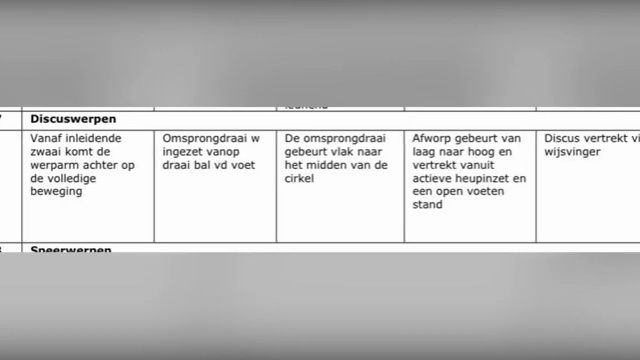 Discuswerpen
Vanaf inleidende
zwaai komt de
werparm achter op
de volledige
beweging
Omsprongdraai w
ingezet vanop
draai bal vd voet
De omsprongdraai
gebeurt vlak naar
het midden van de
cirkel
Afworp gebeurt van
laag naar hoog en
vertrekt vanuit
actieve heupinzet en
een open voeten
stand
Discus vertrekt
wijsvinger
Speerwerpen